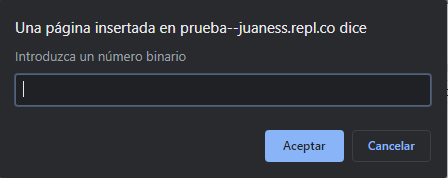 Una página insertada en prueba--juaness.repl.co dice
Introduzca un número binario
Aceptar
Cancelar